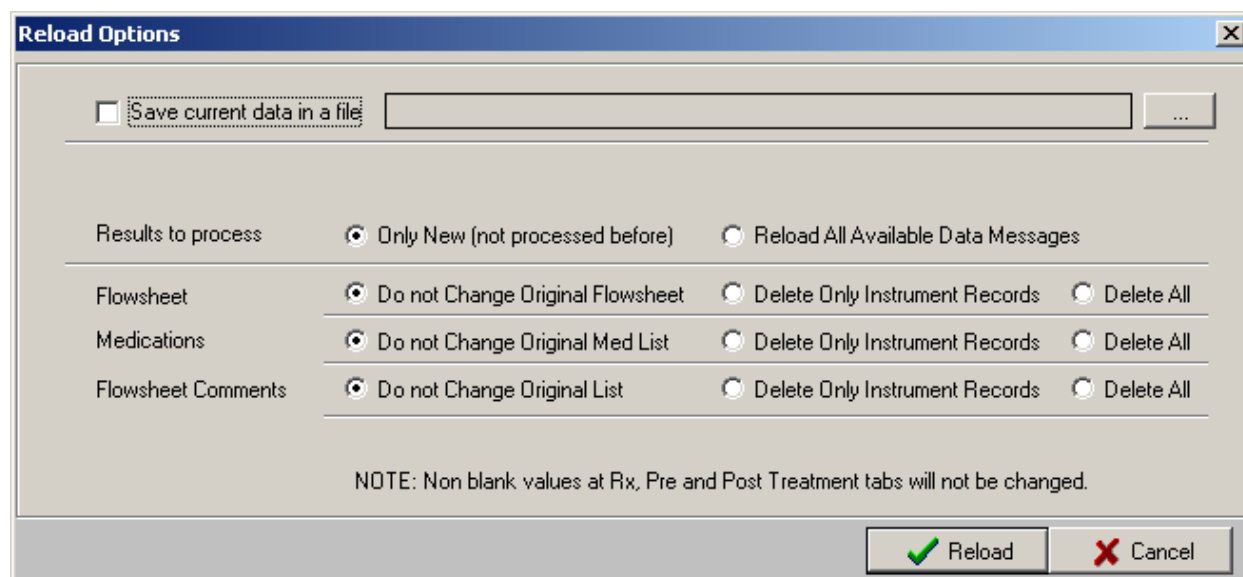 Reload Options
Save current data in a file ...
Results to process Only New (not processed before) Reload All Available Data Messages
Flowsheet Do not Change Original Flowsheet Delete Only Instrument Records Delete All
Medications Do not Change Original Med List Delete Only Instrument Records Delete All
Flowsheet Comments Do not Change Original List Delete Only Instrument Records Delete All
NOTE: Non blank values at Rx, Pre and Post Treatment tabs will not be changed.
Reload Cancel